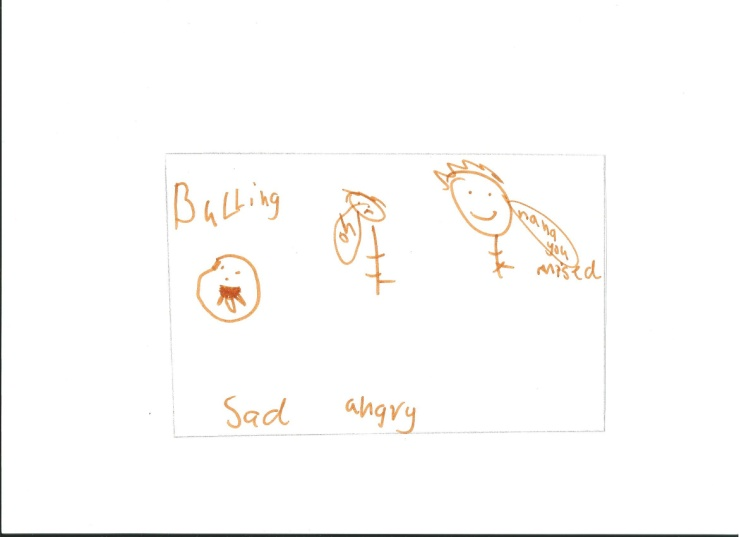 Bulling
oh
nana
you
mised
Sad angry